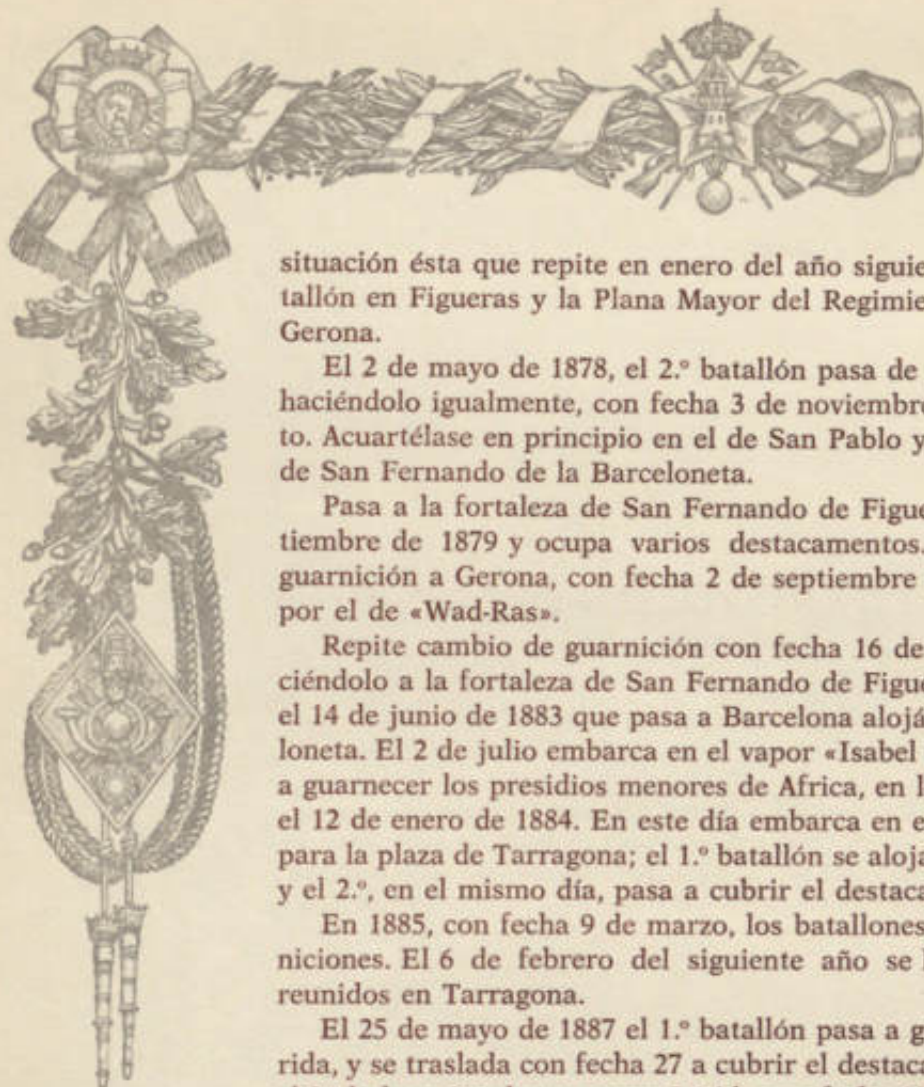 situación ésta que repite en enero del año siguie
tallón en Figueras y la Plana Mayor del Regimie
Gerona.
El 2 de mayo de 1878, el 2.º batallón pasa de
haciéndolo igualmente, con fecha 3 de noviembre
to. Acuartélase en principio en el de San Pablo y
de San Fernando de la Barceloneta.
Pasa a la fortaleza de San Fernando de Figue
tiembre de 1879 y ocupa varios destacamentos.
guarnición a Gerona, con fecha 2 de septiembre
por el de «Wad-Ras».
Repite cambio de guarnición con fecha 16 de
ciéndolo a la fortaleza de San Fernando de Figue
el 14 de junio de 1883 que pasa a Barcelona alojá
loneta. El 2 de julio embarca en el vapor «Isabel
a guarnecer los presidios menores de Africa, en l
el 12 de enero de 1884. En este día embarca en e
para la plaza de Tarragona; el 1.º batallón se aloja
y el 2.º, en el mismo día, pasa a cubrir el destaca
En 1885, con fecha 9 de marzo, los batallones
niciones. El 6 de febrero del siguiente año se
reunidos en Tarragona.
El 25 de mayo de 1887 el 1.º batallón pasa a g
rida, y se traslada con fecha 27 a cubrir el destac